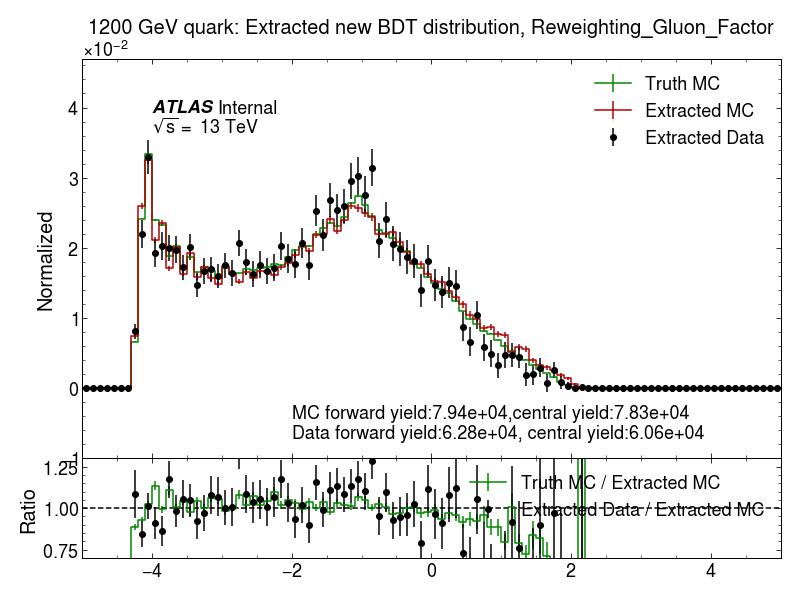 1200 GeV quark: Extracted new BDT distribution, Reweighting_Gluon_Factor
×10⁻²
ATLAS Internal
√s = 13 TeV
Truth MC
Extracted MC
Extracted Data
Normalized
4
3
2
1
0
MC forward yield:7.94e+04,central yield:7.83e+04
Data forward yield:6.28e+04, central yield:6.06e+04
Ratio
1.25
1.00
0.75
Truth MC / Extracted MC
Extracted Data / Extracted MC
−4 −2 0 2 4